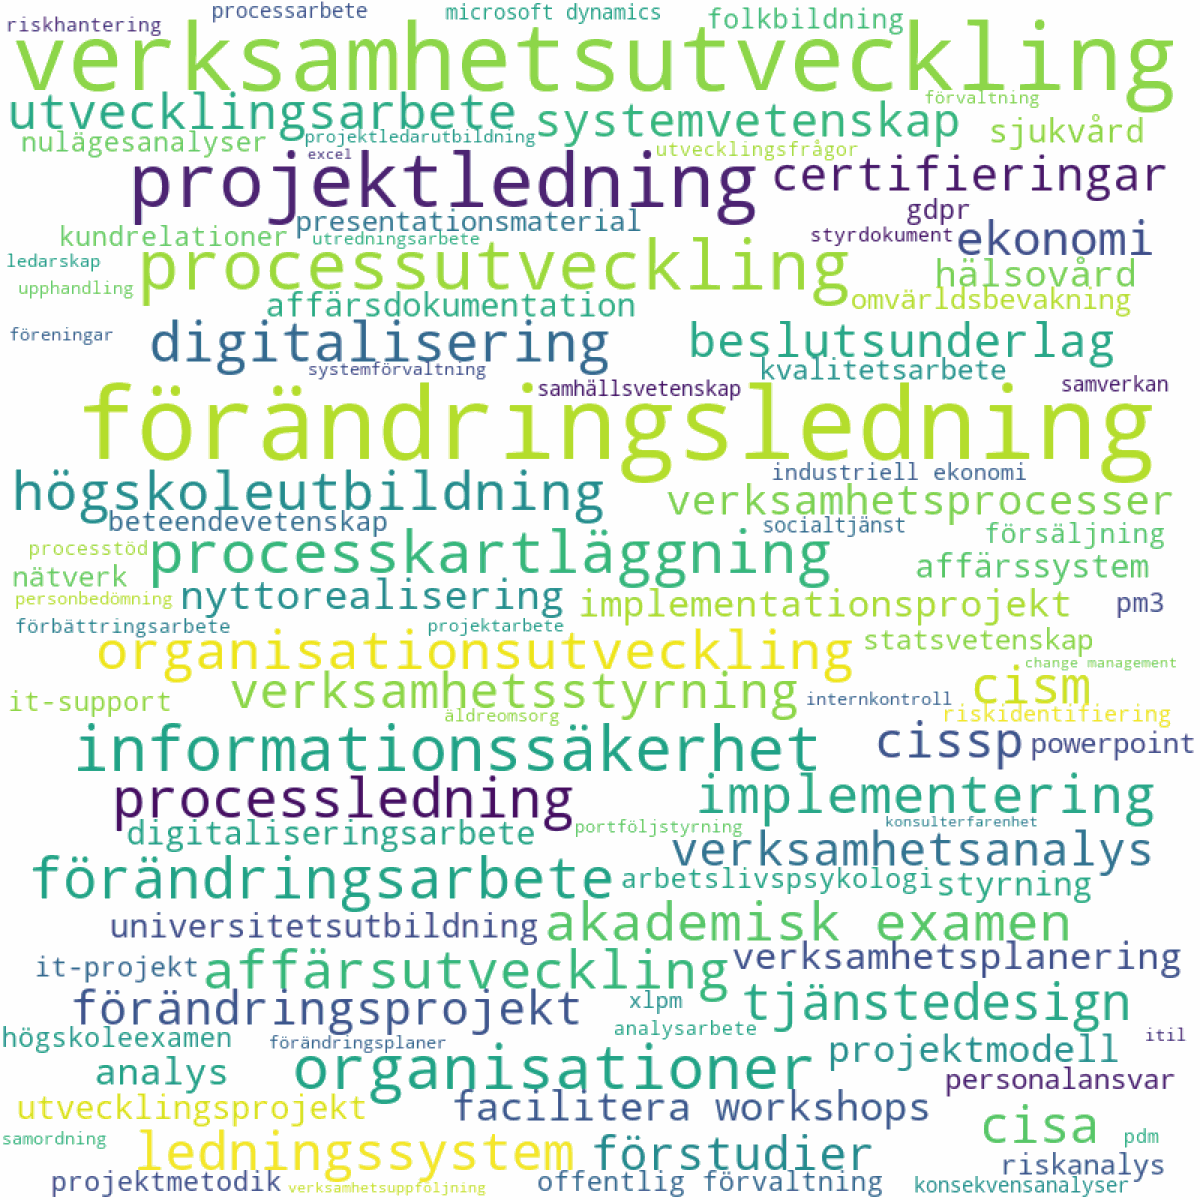 riskhantering
processarbete
microsoft dynamics
folkbildning
verksamhetsutveckling
utvecklingsarbete
systemvetenskap
förvaltning
sjukvård
nulägesanalyser
projektledarutbildning
excel
utvecklingsfrågor
projektledning
certifieringar
gdpr
presentationsmaterial
kundrelationer
utredningsarbete
styrdokument
ekonomi
ledarskap
processutveckling
hälsovård
upphandling
affärsdokumentation
omvärldsbevakning
föreningar
digitalisering
beslutsunderlag
systemförvaltning
kvalitetsarbete
samhällsvetenskap
samverkan
förändringsledning
högskoleutbildning
industriell ekonomi
verksamhetsprocesser
beteendevetenskap
socialtjänst
försäljning
processtöd
processkartläggning
affärssystem
nätverk
personbedömning
nyttorealisering
implementationsprojekt
pm3
förbättringsarbete
projektarbete
organisationsutveckling
statsvetenskap
change management
it-support
verksamhetsstyrning
internkontroll
cism
äldreomsorg
riskidentifiering
informationssäkerhet
cissp
powerpoint
processledning
implementering
digitaliseringsarbete
portföljstyrning
konsulterfarenhet
verksamhetsanalys
förändringsarbete
arbetslivspsykologi
styrning
universitetsutbildning
akademisk examen
it-projekt
affärsutveckling
verksamhetsplanering
förändringsprojekt
xlpm
tjänstedesign
analysarbete
itil
högskoleexamen
förändringsplaner
organisationer
projektmodell
analys
personalansvar
utvecklingsprojekt
facilitera workshops
cisa
samordning
ledningssystem
förstudier
pdm
riskanalys
projektmetodik
verksamhetsuppföljning
offentlig förvaltning
konsekvensanalyser